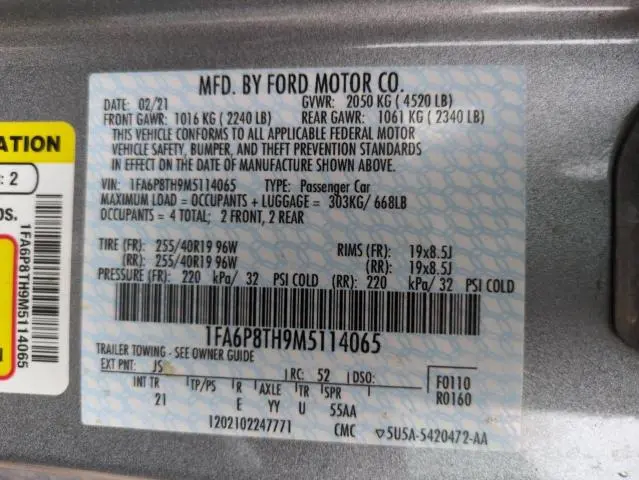 MFD. BY FORD MOTOR CO.
DATE: 02/21 GVWR: 2050 KG ( 4520 LB)
FRONT GAWR: 1016 KG ( 2240 LB) REAR GAWR: 1061 KG ( 2340 LB)
THIS VEHICLE CONFORMS TO ALL APPLICABLE FEDERAL MOTOR
VEHICLE SAFETY, BUMPER, AND THEFT PREVENTION STANDARDS
IN EFFECT ON THE DATE OF MANUFACTURE SHOWN ABOVE.
VIN: 1FA6P8TH9M5114065 TYPE: Passenger Car
MAXIMUM LOAD = OCCUPANTS + LUGGAGE = 303KG/ 668LB
OCCUPANTS = 4 TOTAL; 2 FRONT, 2 REAR
TIRE (FR): 255/40R19 96W RIMS (FR): 19x8.5J
(RR): 255/40R19 96W (RR): 19x8.5J
PRESSURE (FR): 220 kPa/ 32 PSI COLD (RR): 220 kPa/ 32 PSI COLD
1FA6P8TH9M5114065
TRAILER TOWING - SEE OWNER GUIDE
EXT PNT: JS RC: 52 DSO:
INT TR TP/PS R AXLE TR SPR
21 E YY U 55AA
F0110
R0160
1202102247771 CMC ▽5U5A-5420472-AA
ATION
: 2
OS.
1FA6P8TH9M5114065